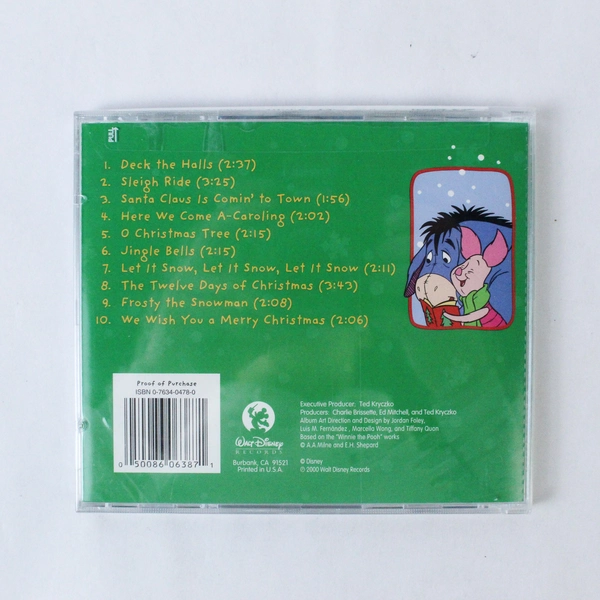 PULL
1. Deck the Halls (2:37)
2. Sleigh Ride (3:25)
3. Santa Claus Is Comin' to Town (1:56)
4. Here We Come A-Caroling (2:02)
5. O Christmas Tree (2:15)
6. Jingle Bells (2:15)
7. Let It Snow, Let It Snow, Let It Snow (2:11)
8. The Twelve Days of Christmas (3:43)
9. Frosty the Snowman (2:08)
10. We Wish You a Merry Christmas (2:06)
Proof of Purchase
ISBN 0-7634-0478-0
0 50086 06387 1
WALT DISNEY
RECORDS
Burbank, CA 91521
Printed in U.S.A.
Executive Producer: Ted Kryczko
Producers: Charlie Brissette, Ed Mitchell, and Ted Kryczko
Album Art Direction and Design by Jordan Foley,
Luis M. Fernández, Marcella Wong, and Tiffany Quon
Based on the "Winnie the Pooh" works
© A.A.Milne and E.H. Shepard
© Disney
℗ 2000 Walt Disney Records